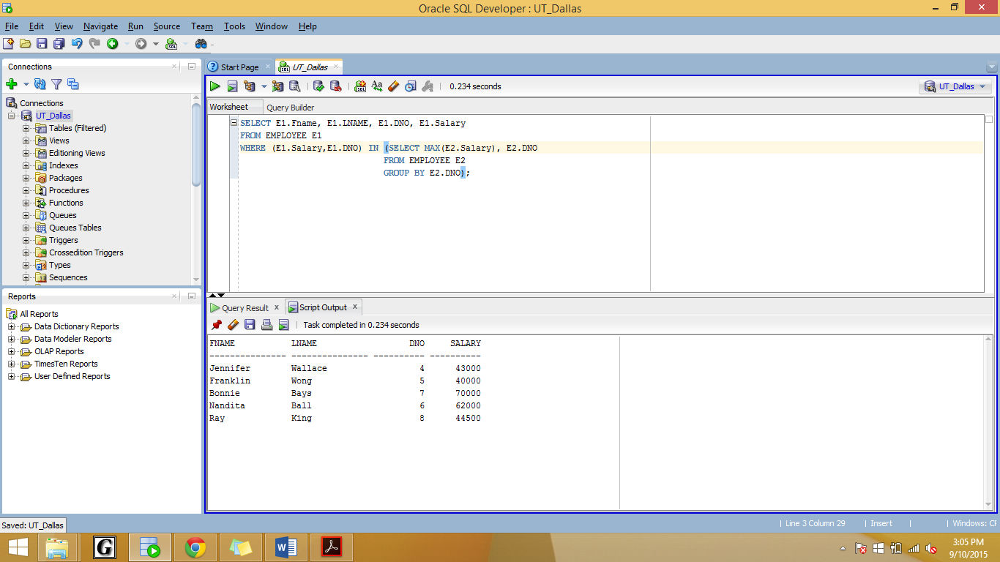 Oracle SQL Developer : UT_Dallas
File Edit View Navigate Run Source Team Tools Window Help
Connections
Connections
UT_Dallas
Tables (Filtered)
Views
Editioning Views
Indexes
Packages
Procedures
Functions
Queues
Queues Tables
Triggers
Crossedition Triggers
Types
Sequences
Reports
All Reports
Data Dictionary Reports
Data Modeler Reports
OLAP Reports
TimesTen Reports
User Defined Reports
Start Page UT_Dallas
0.234 seconds UT_Dallas
Worksheet Query Builder
SELECT E1.Fname, E1.LNAME, E1.DNO, E1.Salary
FROM EMPLOYEE E1
WHERE (E1.Salary,E1.DNO) IN (SELECT MAX(E2.Salary), E2.DNO
FROM EMPLOYEE E2
GROUP BY E2.DNO);
Query Result Script Output
Task completed in 0.234 seconds
FNAME LNAME DNO SALARY
--------------- --------------- ---------- ----------
Jennifer Wallace 4 43000
Franklin Wong 5 40000
Bonnie Bays 7 70000
Nandita Ball 6 62000
Ray King 8 44500
Saved: UT_Dallas
Line 3 Column 29 Insert Windows: CF
G
3:05 PM
9/10/2015